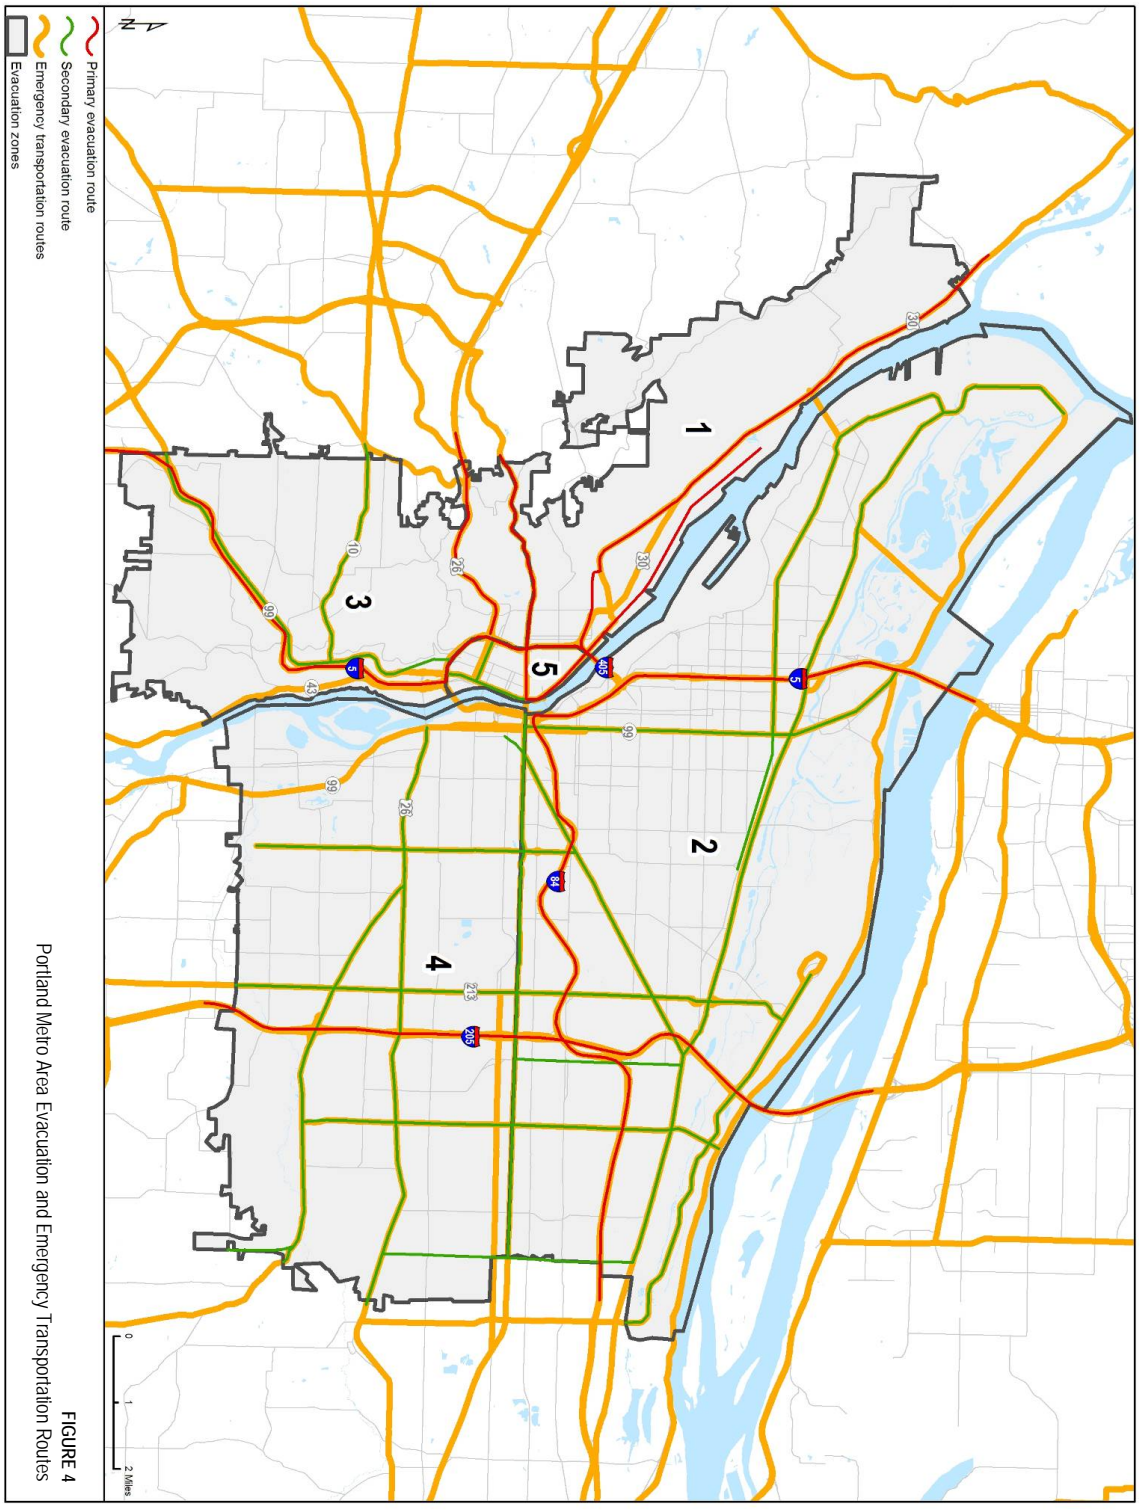 1
30
2
5
99
30
405
5
84
26
10
3
26
213
4
99
5
43
99
205
N
Primary evacuation route
Secondary evacuation route
Emergency transportation routes
Evacuation zones
0 1 2 Miles
FIGURE 4
Portland Metro Area Evacuation and Emergency Transportation Routes